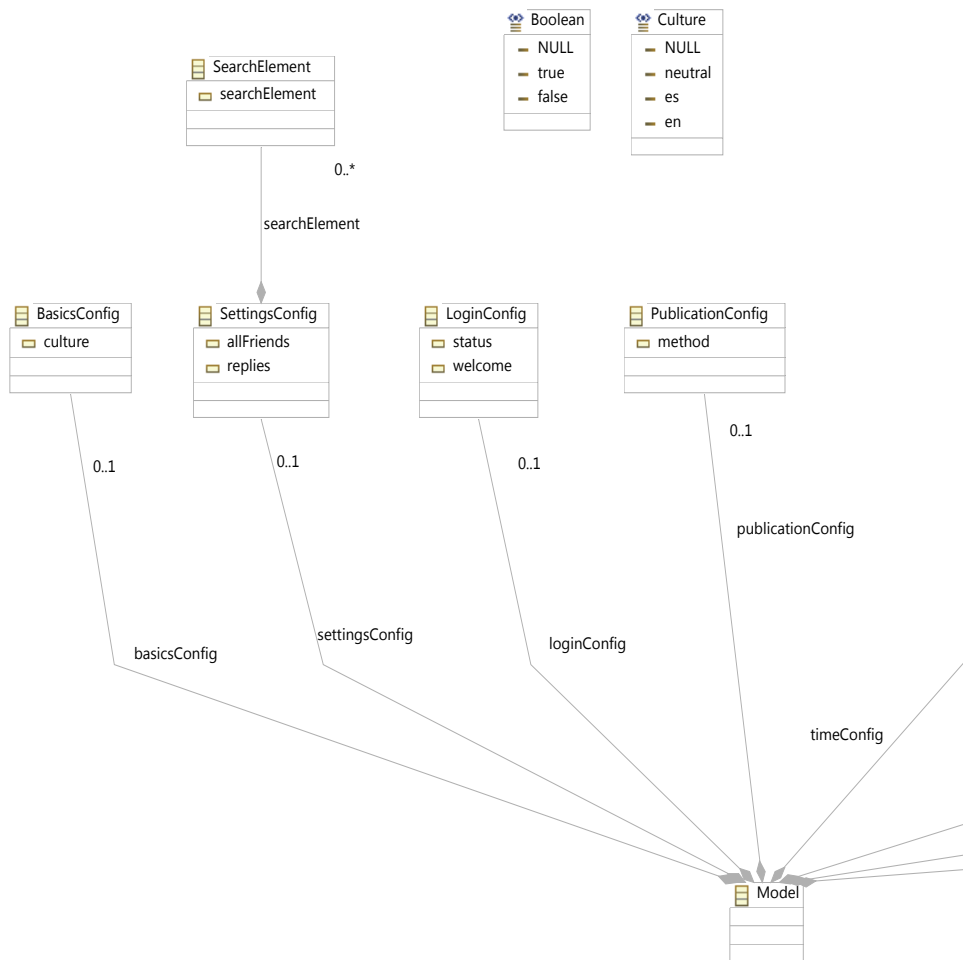 Boolean
NULL
true
false
Culture
NULL
neutral
es
en
SearchElement
searchElement
0..*
searchElement
BasicsConfig
culture
SettingsConfig
allFriends
replies
LoginConfig
status
welcome
PublicationConfig
method
0..1
0..1
0..1
0..1
publicationConfig
basicsConfig
settingsConfig
loginConfig
timeConfig
Model